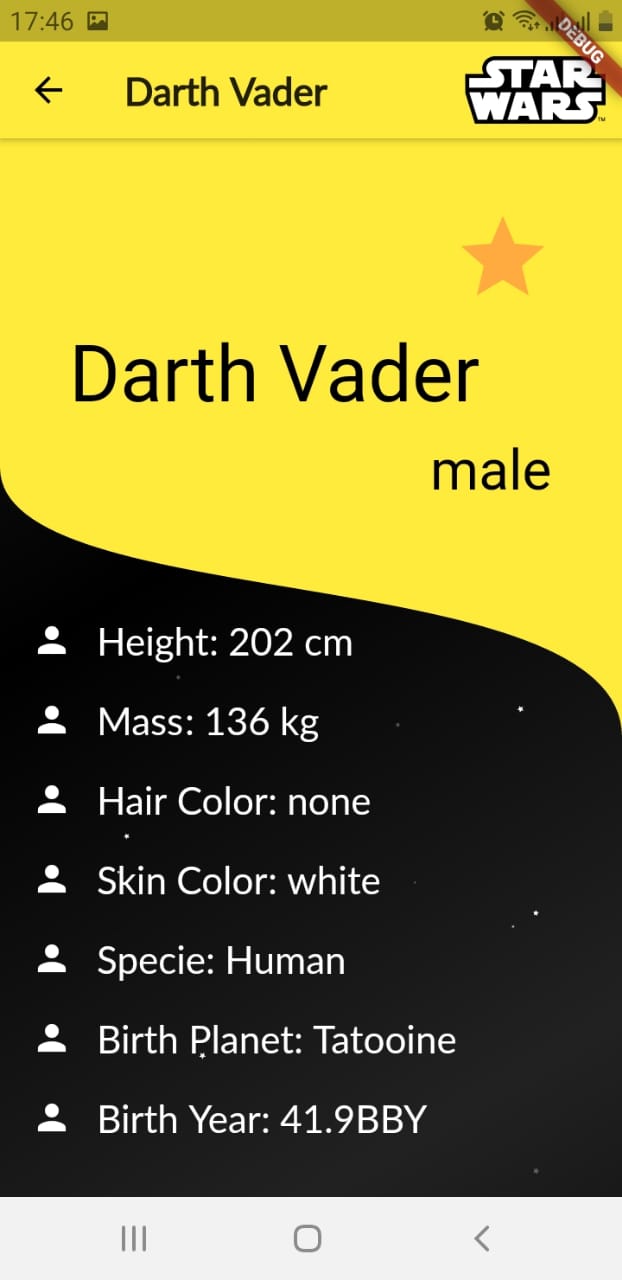 17:46
DEBUG
Darth Vader
STAR
WARS™
Darth Vader
male
Height: 202 cm
Mass: 136 kg
Hair Color: none
Skin Color: white
Specie: Human
Birth Planet: Tatooine
Birth Year: 41.9BBY